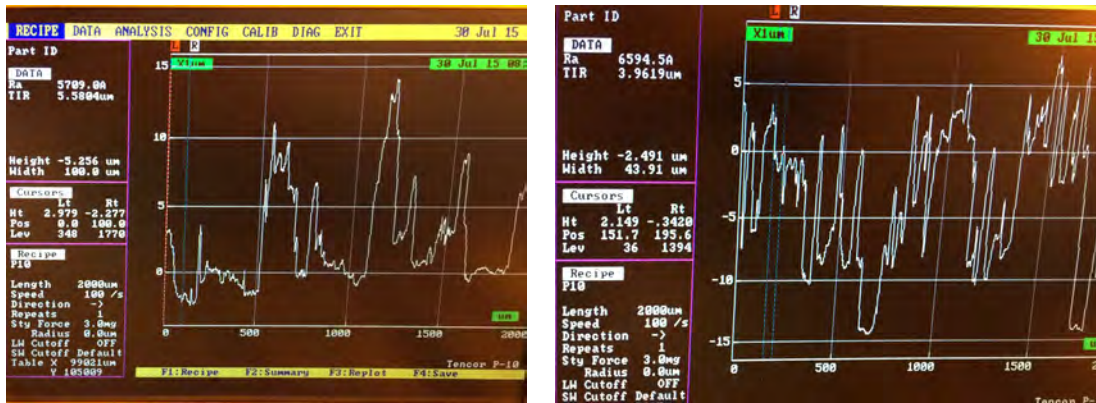 RECIPE DATA ANALYSIS CONFIG CALIB DIAG EXIT 30 Jul 15
L R
Part ID
DATA
Ra 5709.0A
TIR 5.5804um
Height -5.256 um
Width 100.0 um
Cursors
Lt Rt
Ht 2.979 -2.277
Pos 0.0 100.0
Lev 348 1770
Recipe
P10
Length 2000um
Speed 100 /s
Direction ->
Repeats 1
Sty Force 3.0mg
Radius 0.0um
LW Cutoff OFF
SW Cutoff Default
Table X 99021um
Y 105009
30 Jul 15 08:
15
10
5
0
um
0 500 1000 1500 2000
Tencor P-10
F1:Recipe F2:Summary F3:Replot F4:Save
L R
Part ID
DATA
Ra 6594.5A
TIR 3.9619um
Height -2.491 um
Width 43.91 um
Cursors
Lt Rt
Ht 2.149 -.3420
Pos 151.7 195.6
Lev 36 1394
Recipe
P10
Length 2000um
Speed 100 /s
Direction ->
Repeats 1
Sty Force 3.0mg
Radius 0.0um
LW Cutoff OFF
SW Cutoff Default
30 Jul 15
5
0
-5
-10
-15
0 500 1000 1500
Tencor P-